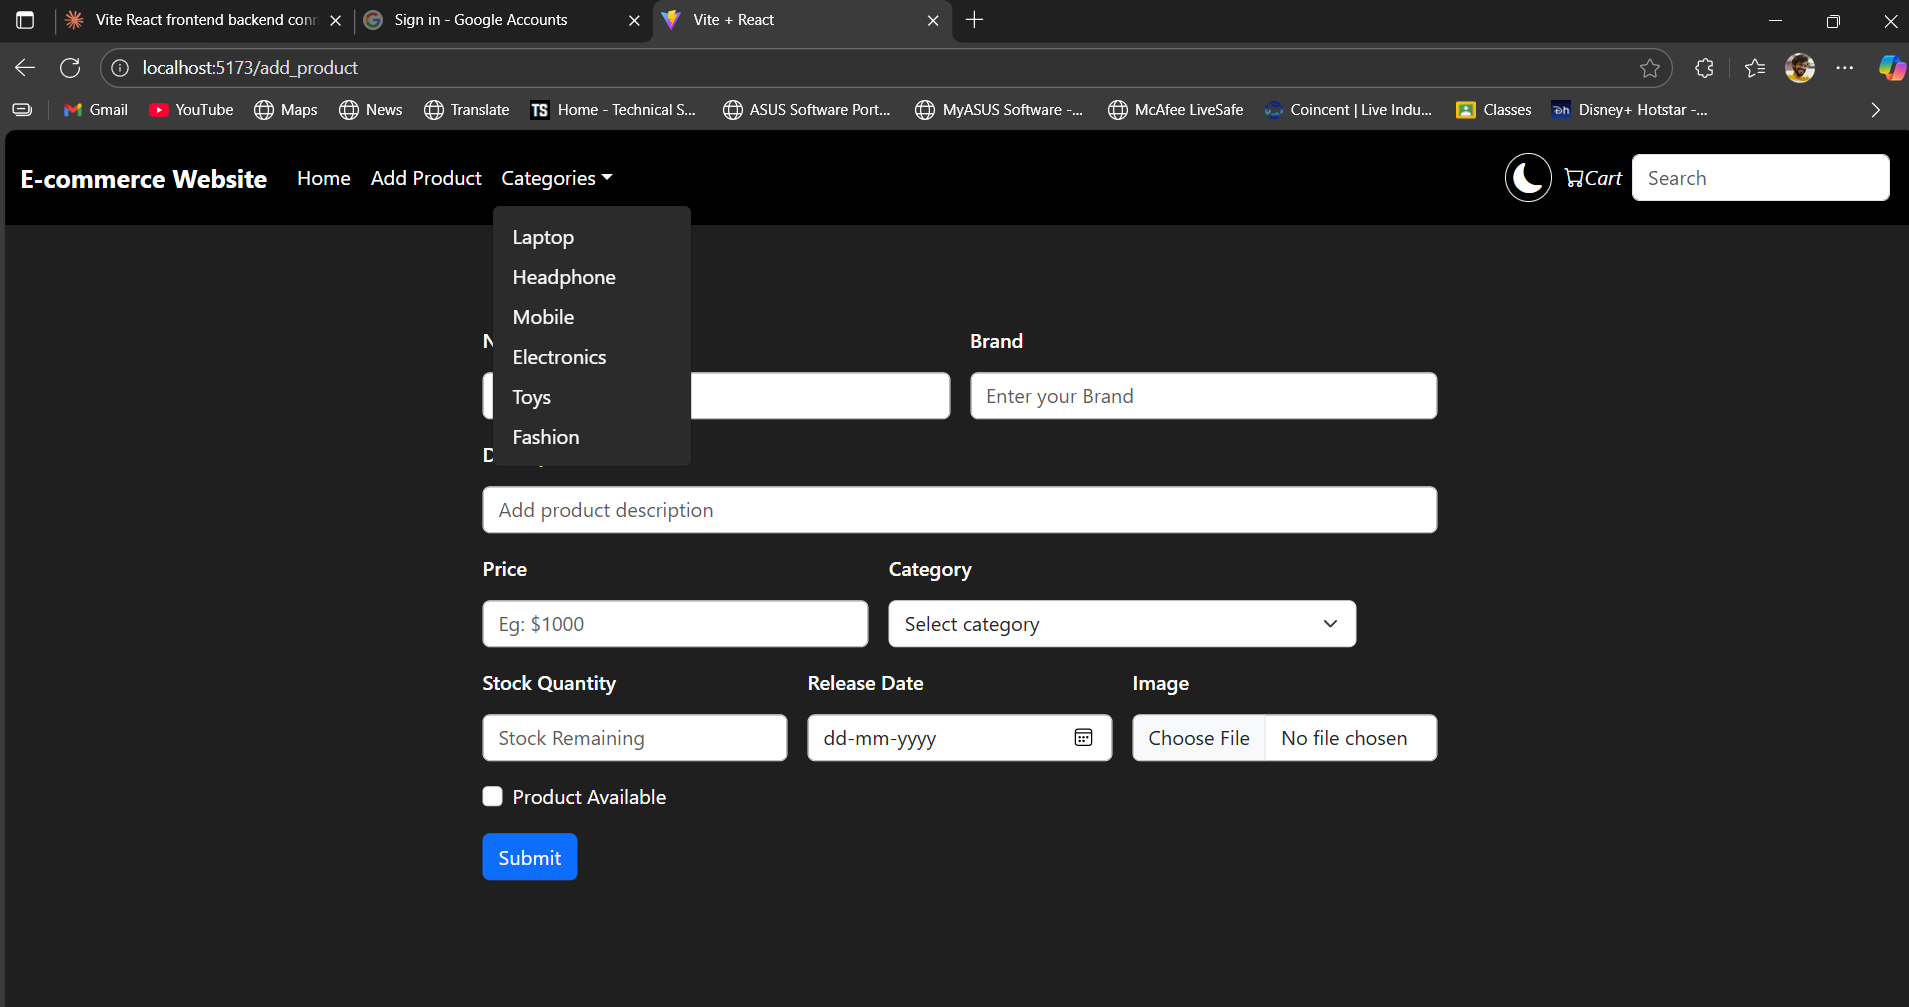 Vite React frontend backend conn
Sign in - Google Accounts
Vite + React
localhost:5173/add_product
Gmail
YouTube
Maps
News
Translate
TS
Home - Technical S...
ASUS Software Port...
MyASUS Software -...
McAfee LiveSafe
Coincent | Live Indu...
Classes
Disney+ Hotstar -...
E-commerce Website
Home
Add Product
Categories
Cart
Search
Laptop
Headphone
Mobile
Electronics
Toys
Fashion
Brand
Enter your Brand
Add product description
Price
Category
Eg: $1000
Select category
Stock Quantity
Release Date
Image
Stock Remaining
dd-mm-yyyy
Choose File
No file chosen
Product Available
Submit